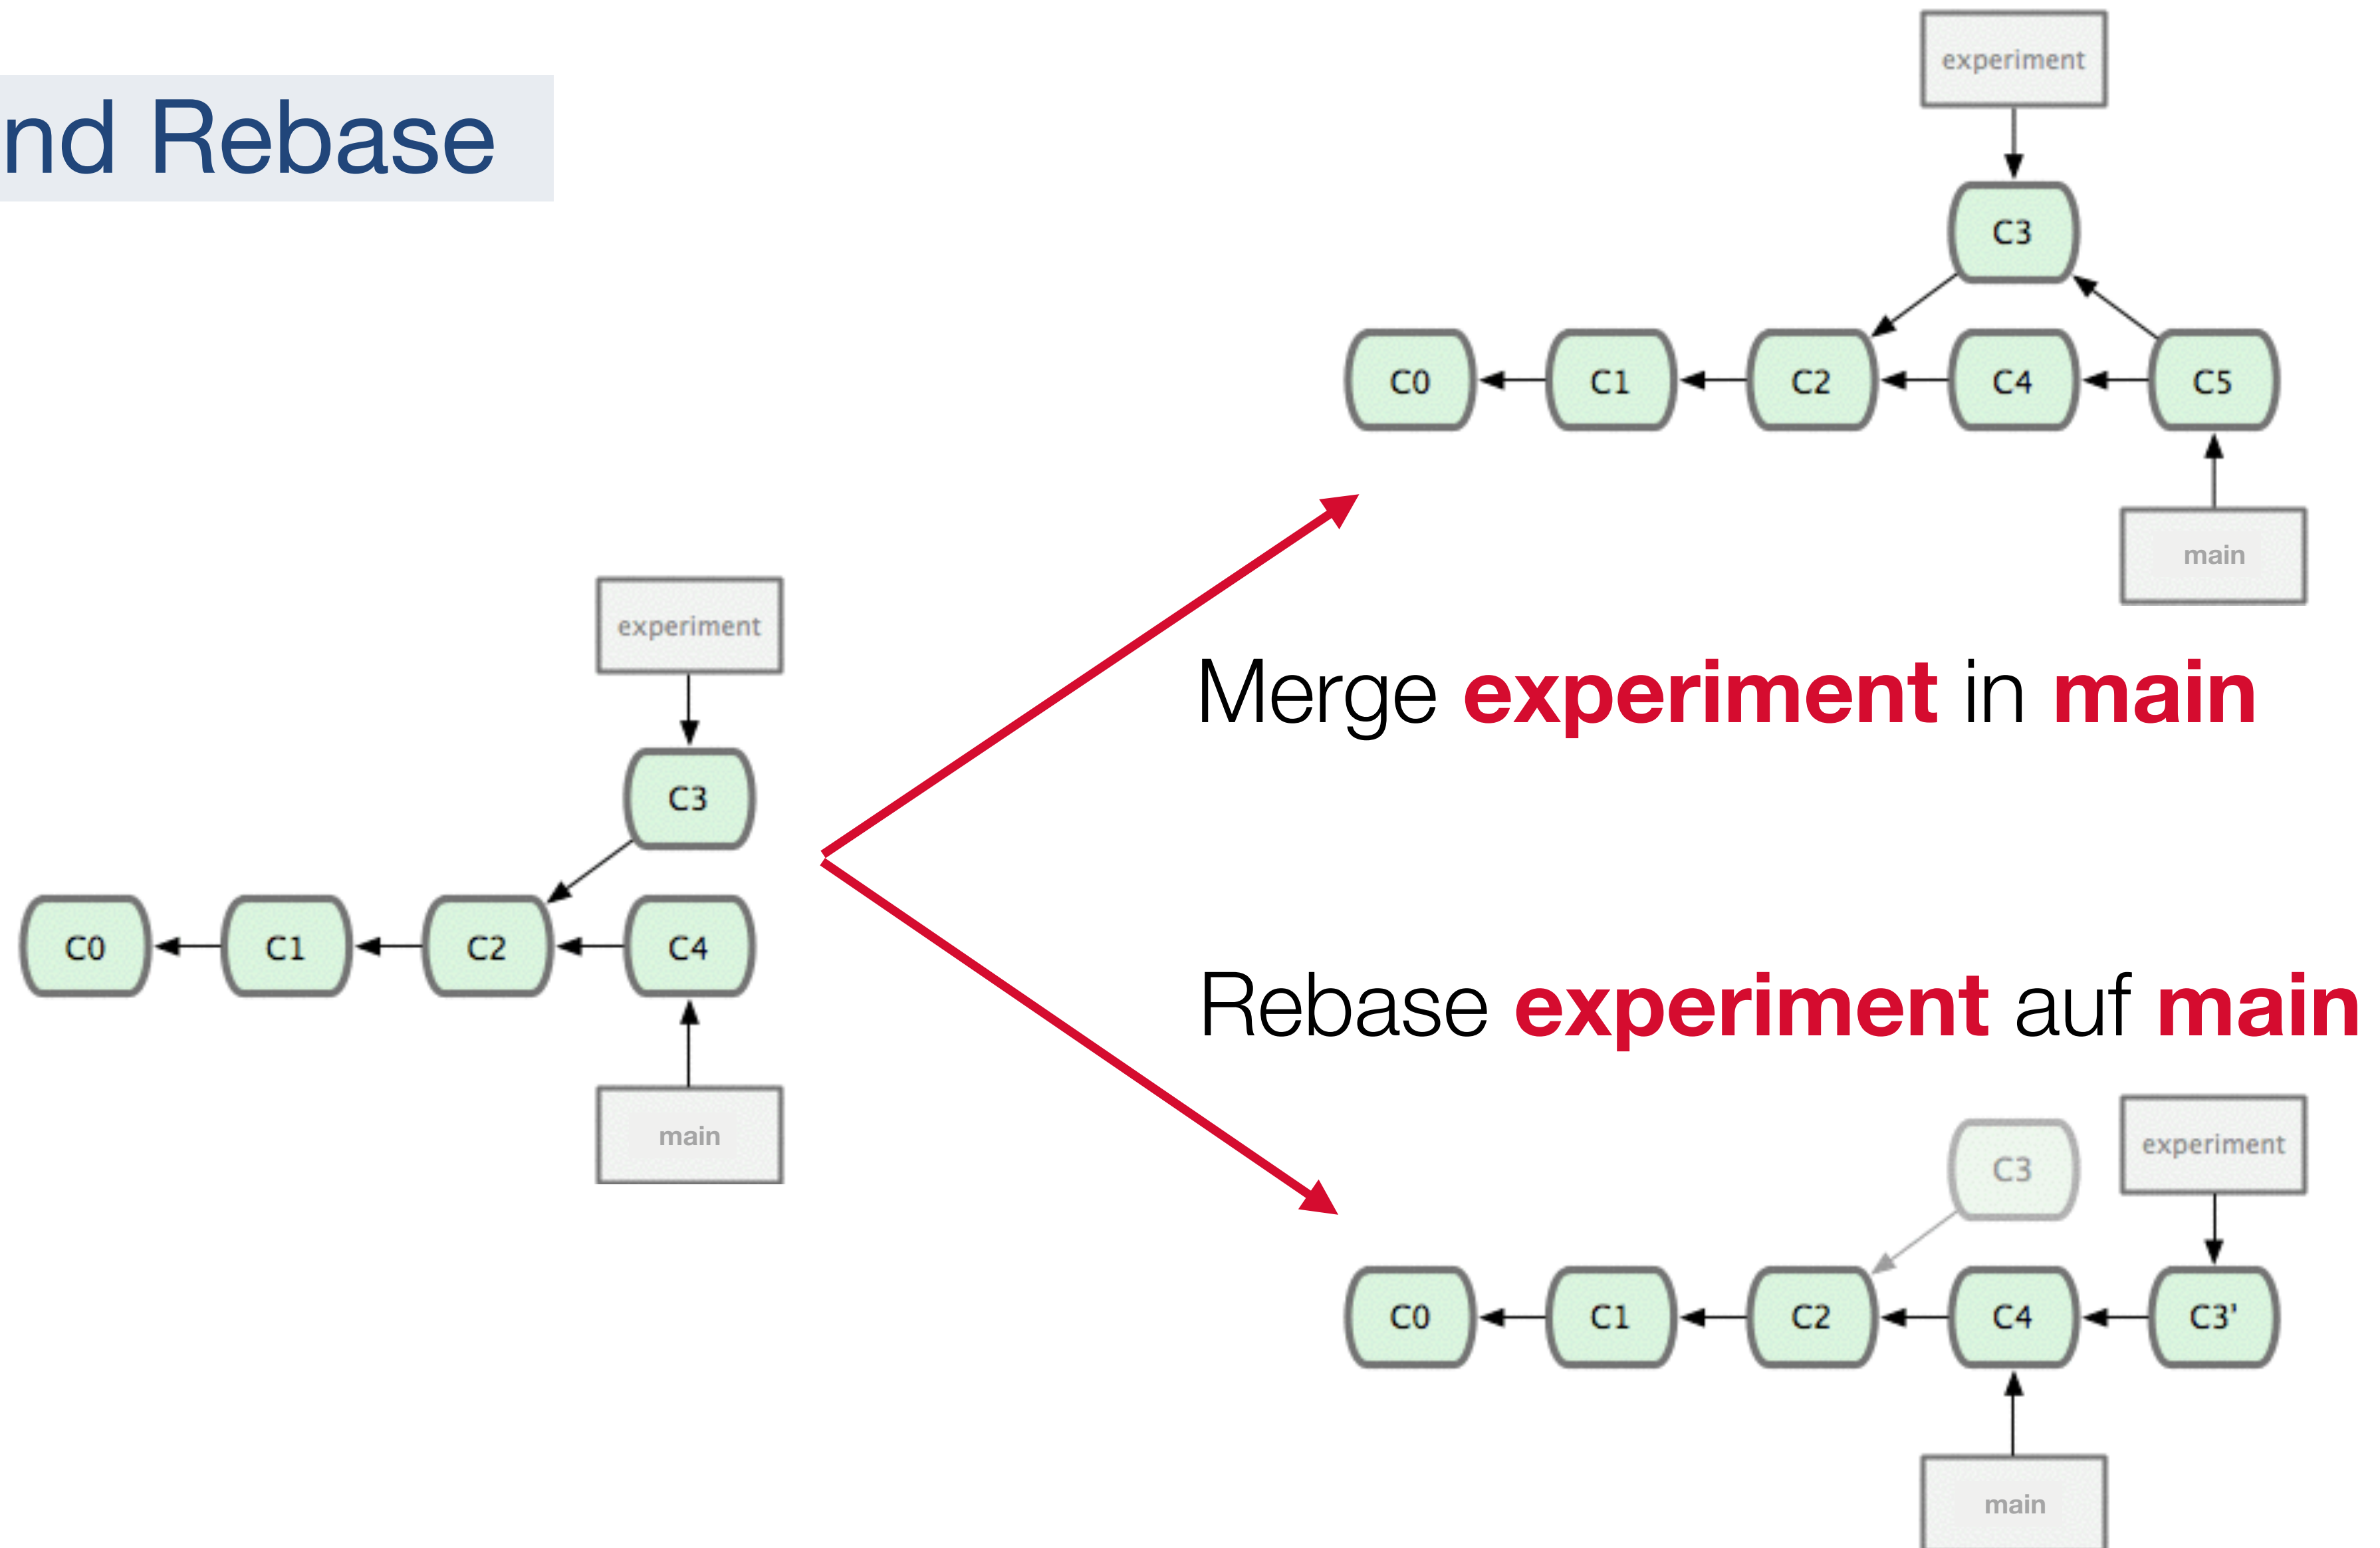 nd Rebase
experiment
C3
C0 C1 C2 C4
main
experiment
C3
C0 C1 C2 C4 C5
main
Merge experiment in main
Rebase experiment auf main
C3 experiment
C0 C1 C2 C4 C3'
main